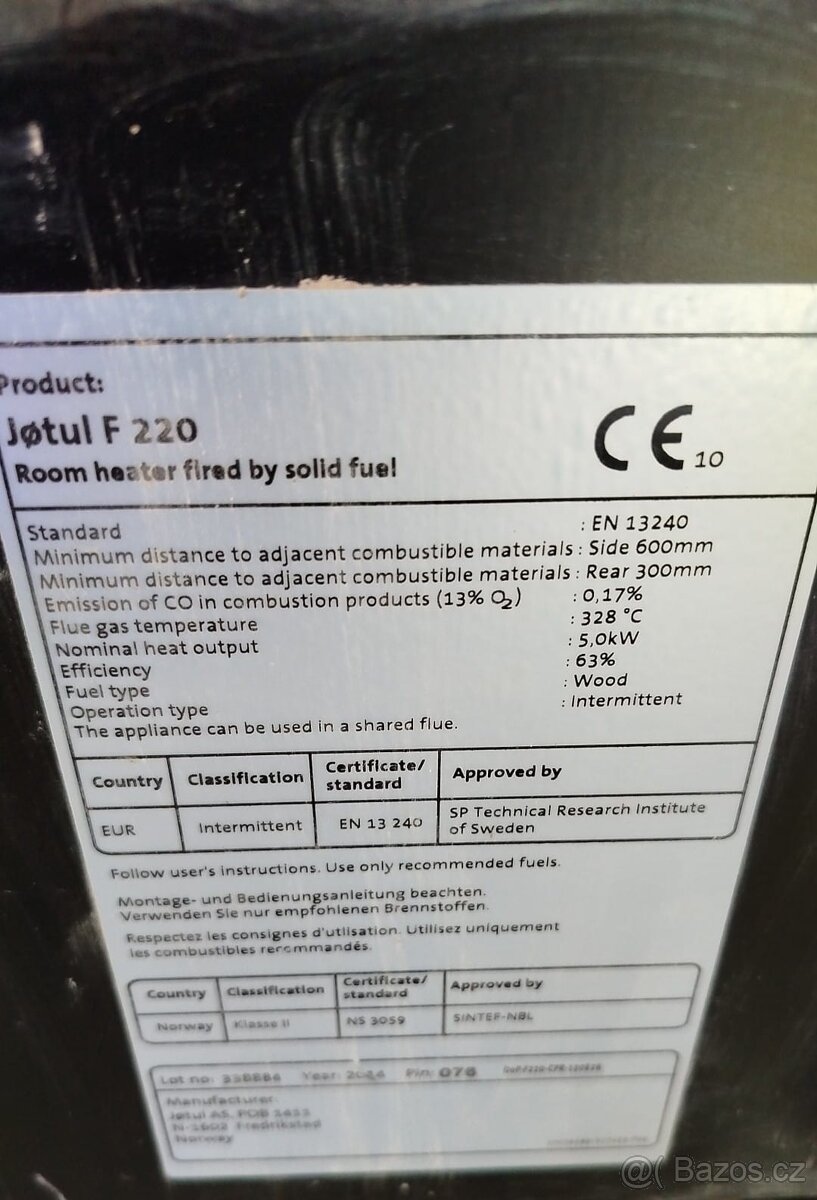 Product:
Jøtul F 220
Room heater fired by solid fuel
CE 10
Standard : EN 13240
Minimum distance to adjacent combustible materials : Side 600mm
Minimum distance to adjacent combustible materials : Rear 300mm
Emission of CO in combustion products (13% O₂) : 0,17%
Flue gas temperature : 328 °C
Nominal heat output : 5,0kW
Efficiency : 63%
Fuel type : Wood
Operation type : Intermittent
The appliance can be used in a shared flue.
Country Classification Certificate/ Approved by
standard
EUR Intermittent EN 13 240 SP Technical Research Institute
of Sweden
Follow user's instructions. Use only recommended fuels.
Montage- und Bedienungsanleitung beachten.
Verwenden Sie nur empfohlenen Brennstoffen.
Respectez les consignes d'utlisation. Utilisez uniquement
les combustibles recommandés.
Country Classification Certificate/ Approved by
standard
Norway Klasse II NS 3059 SINTEF-NBL
Lot no: Year: Pin: 076
Manufacturer:
Jøtul AS, POB
N-1602 Fredrikstad
Norway
@( Bazos.cz